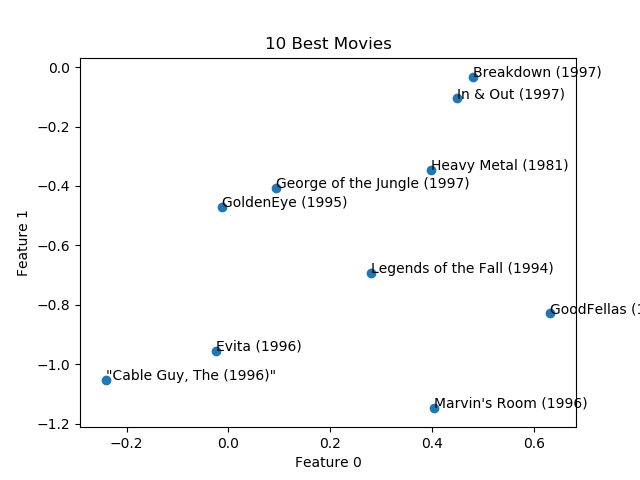 10 Best Movies
0.0
−0.2
−0.4
−0.6
−0.8
−1.0
−1.2
Feature 1
Breakdown (1997)
In & Out (1997)
Heavy Metal (1981)
George of the Jungle (1997)
GoldenEye (1995)
Legends of the Fall (1994)
GoodFellas
Evita (1996)
"Cable Guy, The (1996)"
Marvin's Room (1996)
−0.2
0.0
0.2
0.4
0.6
Feature 0